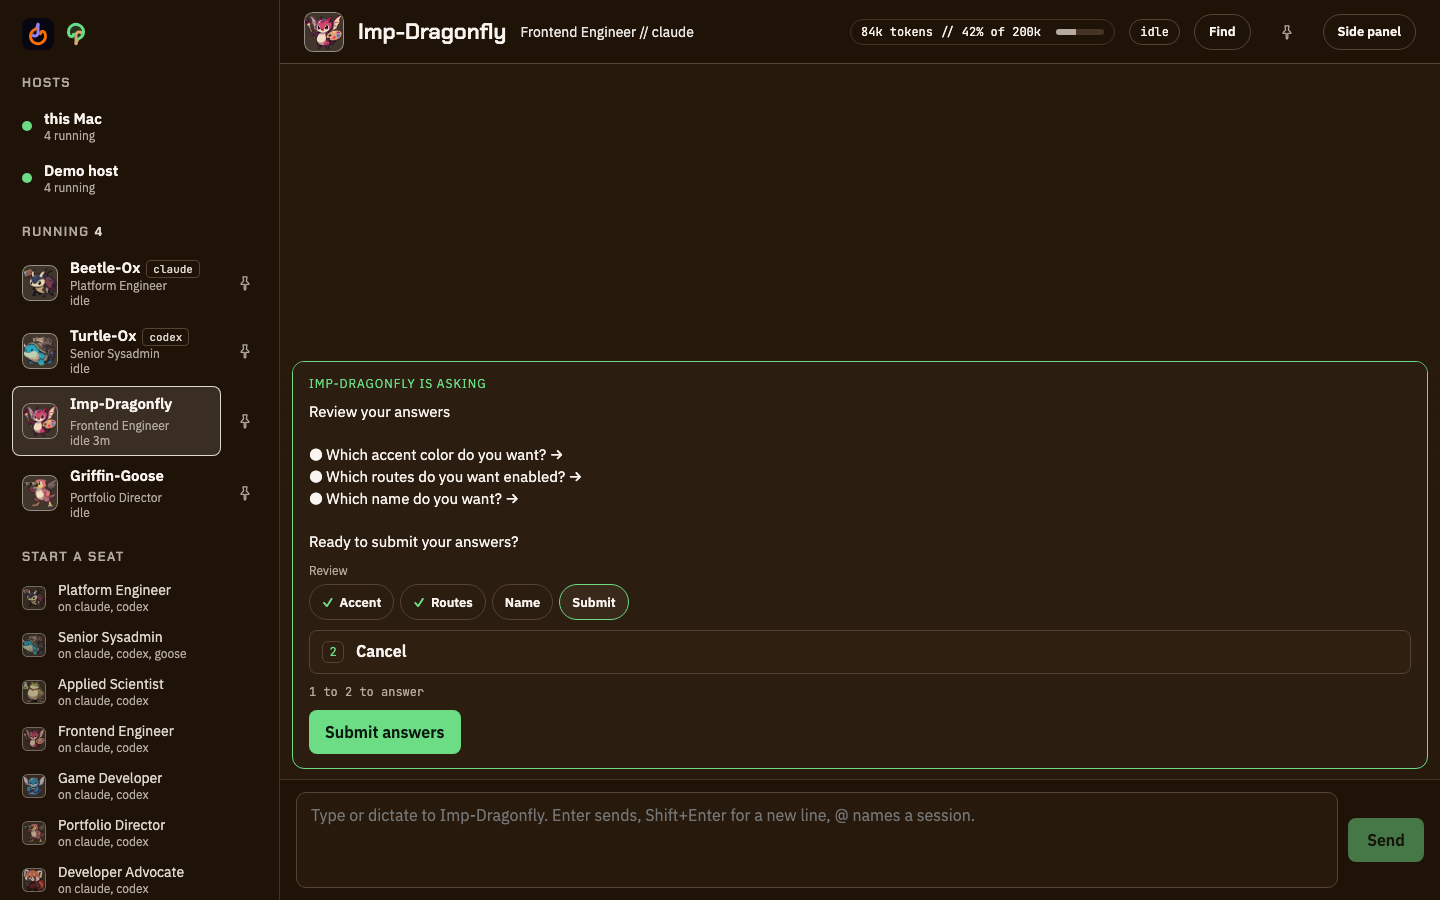 HOSTS
this Mac
4 running
Demo host
4 running
RUNNING 4
Beetle-Ox claude
Platform Engineer
idle
Turtle-Ox codex
Senior Sysadmin
idle
Imp-Dragonfly
Frontend Engineer
idle 3m
Griffin-Goose
Portfolio Director
idle
START A SEAT
Platform Engineer
on claude, codex
Senior Sysadmin
on claude, codex, goose
Applied Scientist
on claude, codex
Frontend Engineer
on claude, codex
Game Developer
on claude, codex
Portfolio Director
on claude, codex
Developer Advocate
on claude, codex
Imp-Dragonfly Frontend Engineer // claude 84k tokens // 42% of 200k idle Find Side panel
IMP-DRAGONFLY IS ASKING
Review your answers
● Which accent color do you want? →
● Which routes do you want enabled? →
● Which name do you want? →
Ready to submit your answers?
Review
✓ Accent ✓ Routes Name Submit
2 Cancel
1 to 2 to answer
Submit answers
Type or dictate to Imp-Dragonfly. Enter sends, Shift+Enter for a new line, @ names a session.
Send